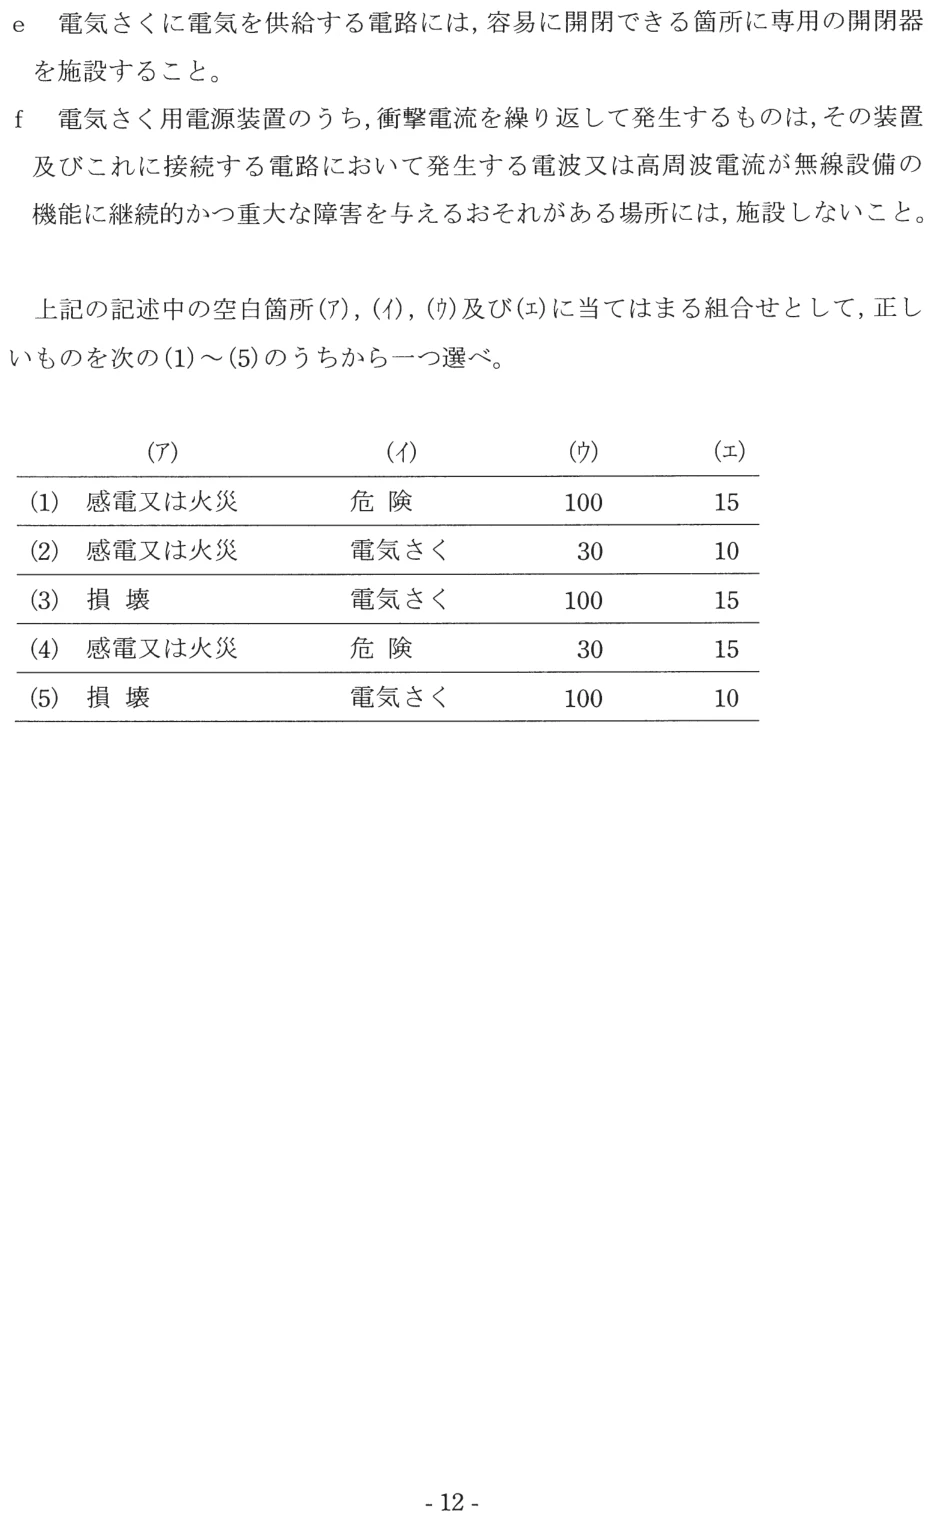 e　電気さくに電気を供給する電路には,容易に開閉できる箇所に専用の開閉器
を施設すること。
f　電気さく用電源装置のうち,衝撃電流を繰り返して発生するものは,その装置
及びこれに接続する電路において発生する電波又は高周波電流が無線設備の
機能に継続的かつ重大な障害を与えるおそれがある場所には,施設しないこと。
上記の記述中の空白箇所(ア),(イ),(ウ)及び(エ)に当てはまる組合せとして,正し
いものを次の(1)～(5)のうちから一つ選べ。
(ア) (イ) (ウ) (エ)
(1) 感電又は火災 危 険 100 15
(2) 感電又は火災 電気さく 30 10
(3) 損 壊 電気さく 100 15
(4) 感電又は火災 危 険 30 15
(5) 損 壊 電気さく 100 10
- 12 -